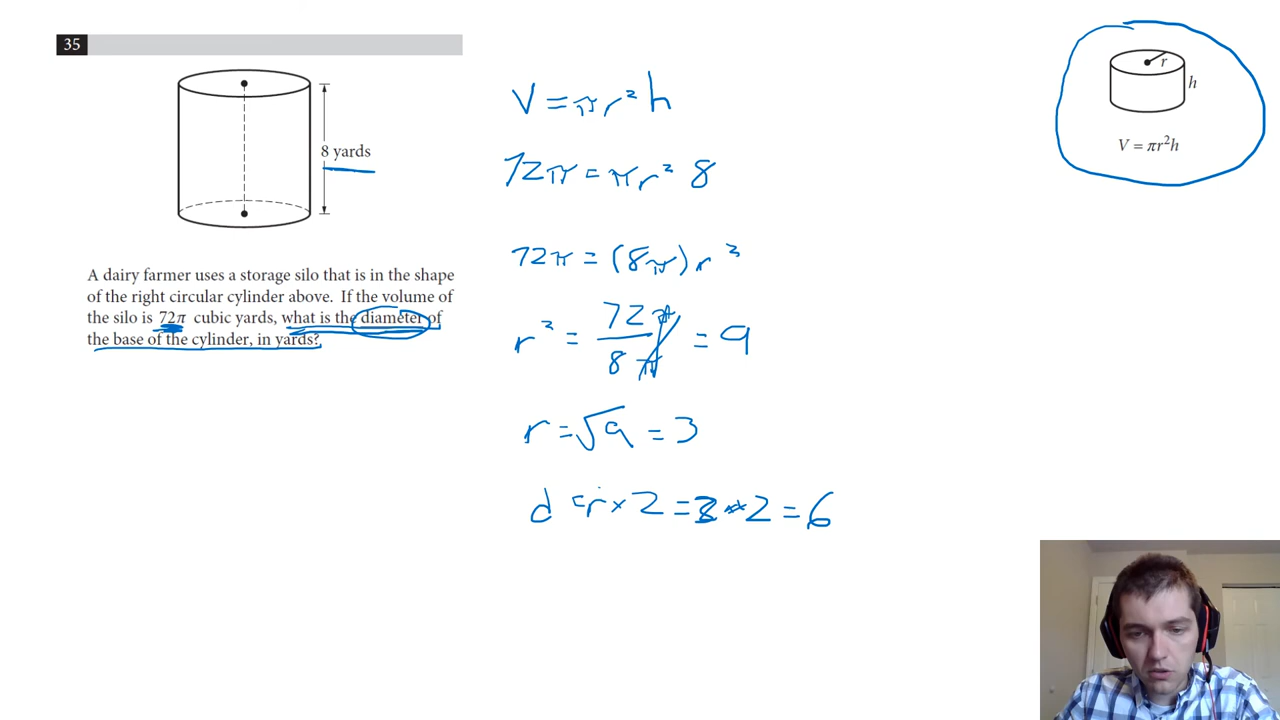 35
8 yards
A dairy farmer uses a storage silo that is in the shape
of the right circular cylinder above. If the volume of
the silo is 72π cubic yards, what is the diameter of
the base of the cylinder, in yards?
V = πr²h
72π = πr² 8
72π = (8π)r²
r² = 72π / 8π = 9
r = √9 = 3
d = r × 2 = 3 × 2 = 6
r
h
V = πr²h